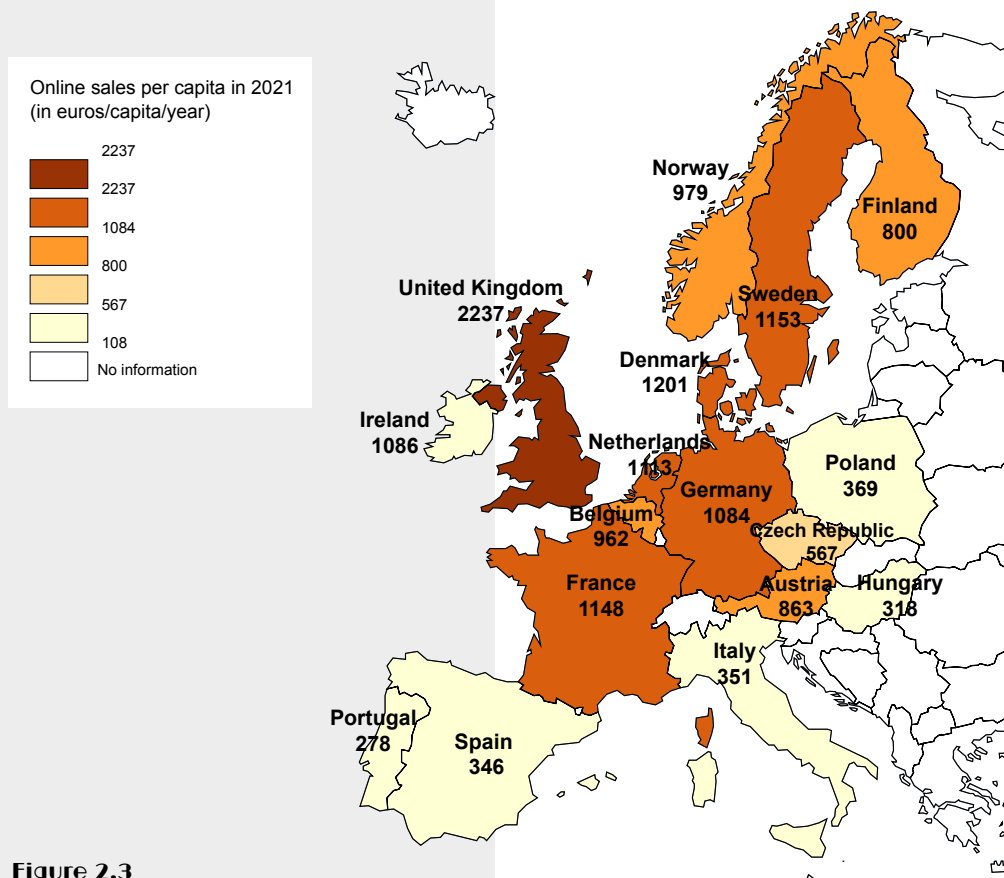 Online sales per capita in 2021
(in euros/capita/year)
2237
2237
1084
800
567
108
No information
Norway
979
Finland
800
United Kingdom
2237
Sweden
1153
Denmark
1201
Ireland
1086
Netherlands
1113
Poland
369
Germany
1084
Belgium
962
Czech Republic
567
France
1148
Austria
863
Hungary
318
Italy
351
Portugal
278
Spain
346
Figure 2.3